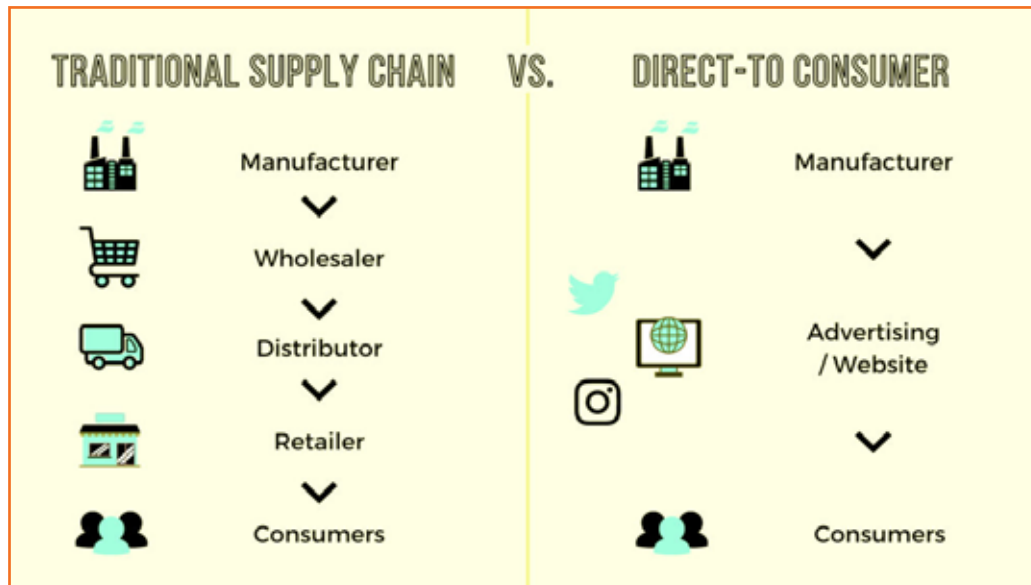 TRADITIONAL SUPPLY CHAIN VS. DIRECT-TO CONSUMER
Manufacturer
Wholesaler
Distributor
Retailer
Consumers
Manufacturer
Advertising
/ Website
Consumers